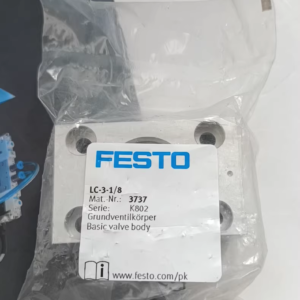 FESTO
LC-3-1/8
Mat.-Nr.: 3737
Serie: K802
Grundventilkörper
Basic valve body
www.festo.com/pk